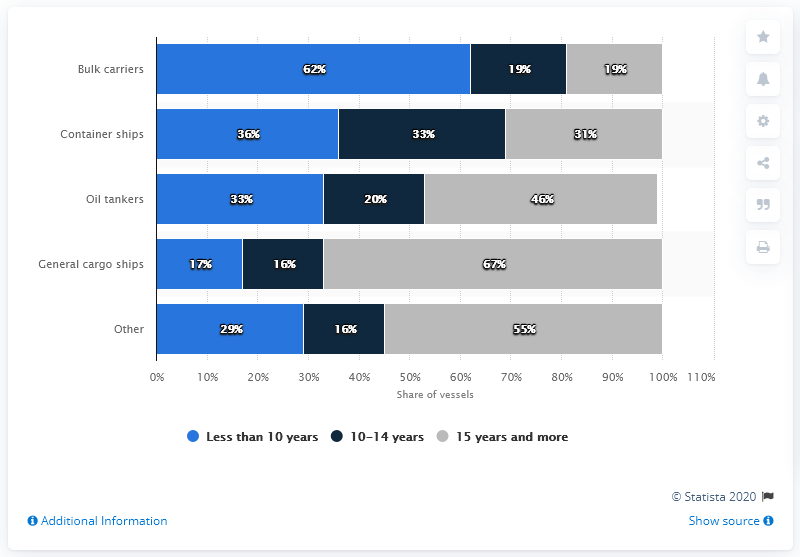 Bulk carriers 62% 19% 19%
Container ships 36% 33% 31%
Oil tankers 33% 20% 46%
General cargo ships 17% 16% 67%
Other 29% 16% 55%
0% 10% 20% 30% 40% 50% 60% 70% 80% 90% 100% 110%
Share of vessels
Less than 10 years 10-14 years 15 years and more
© Statista 2020
Additional Information Show source